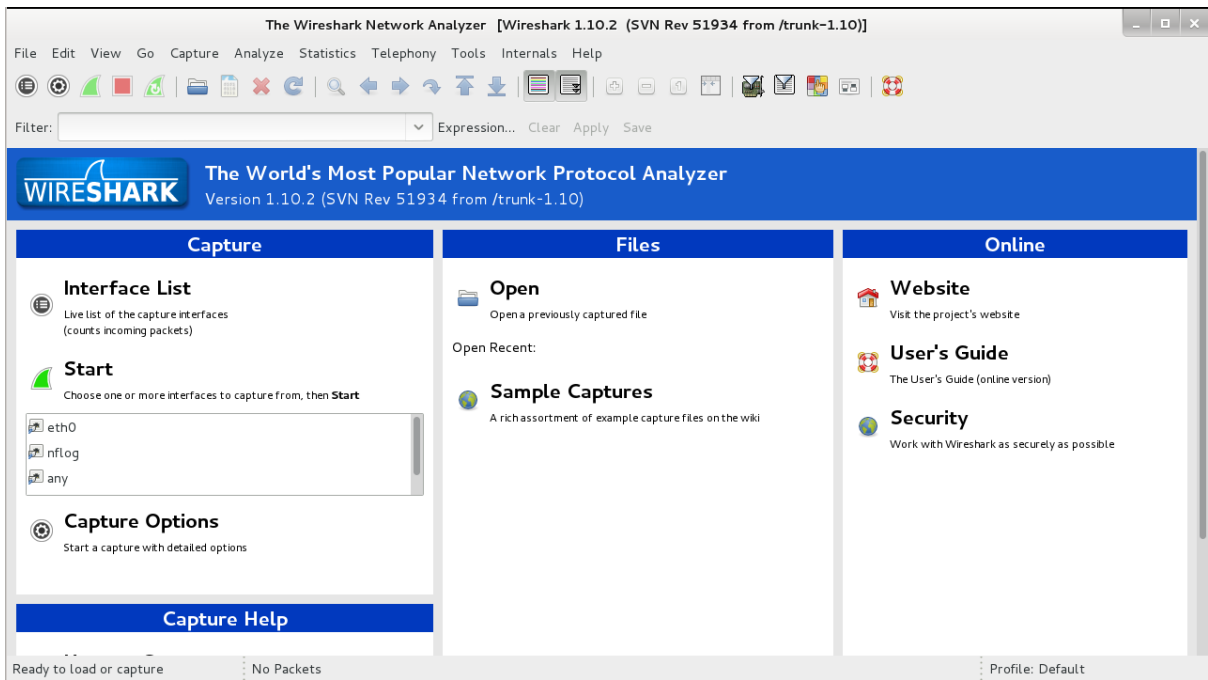 The Wireshark Network Analyzer [Wireshark 1.10.2 (SVN Rev 51934 from /trunk-1.10)]
File Edit View Go Capture Analyze Statistics Telephony Tools Internals Help
Filter: Expression... Clear Apply Save
WIRESHARK
The World's Most Popular Network Protocol Analyzer
Version 1.10.2 (SVN Rev 51934 from /trunk-1.10)
Capture
Interface List
Live list of the capture interfaces
(counts incoming packets)
Start
Choose one or more interfaces to capture from, then Start
eth0
nflog
any
Capture Options
Start a capture with detailed options
Capture Help
Files
Open
Open a previously captured file
Open Recent:
Sample Captures
A rich assortment of example capture files on the wiki
Online
Website
Visit the project's website
User's Guide
The User's Guide (online version)
Security
Work with Wireshark as securely as possible
Ready to load or capture
No Packets
Profile: Default